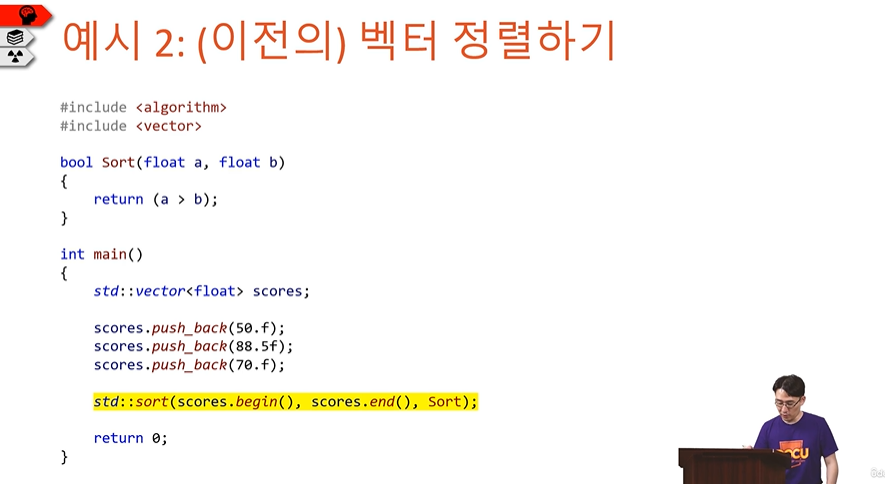 예시 2: (이전의) 벡터 정렬하기
#include <algorithm>
#include <vector>
bool Sort(float a, float b)
{
    return (a > b);
}
int main()
{
    std::vector<float> scores;
    scores.push_back(50.f);
    scores.push_back(88.5f);
    scores.push_back(70.f);
    std::sort(scores.begin(), scores.end(), Sort);
    return 0;
}